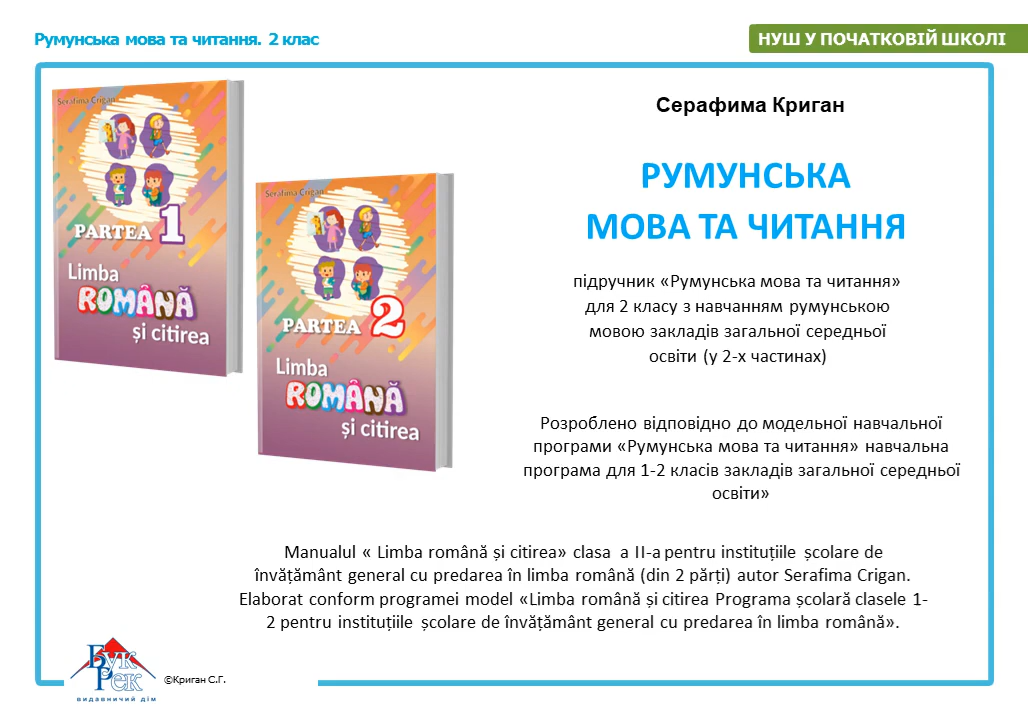 Румунська мова та читання. 2 клас
НУШ У ПОЧАТКОВІЙ ШКОЛІ
Serafima Crigan
PARTEA 1
Limba
ROMÂNĂ
și citirea
Serafima Crigan
PARTEA 2
Limba
ROMÂNĂ
și citirea
Серафима Криган
РУМУНСЬКА
МОВА ТА ЧИТАННЯ
підручник «Румунська мова та читання»
для 2 класу з навчанням румунською
мовою закладів загальної середньої
освіти (у 2-х частинах)
Розроблено відповідно до модельної навчальної
програми «Румунська мова та читання» навчальна
програма для 1-2 класів закладів загальної середньої
освіти»
Manualul « Limba română și citirea» clasa a II-a pentru instituțiile școlare de
învățământ general cu predarea în limba română (din 2 părți) autor Serafima Crigan.
Elaborat conform programei model «Limba română și citirea Programa școlară clasele 1-
2 pentru instituțiile școlare de învățământ general cu predarea în limba română».
Бук
Рек
видавничий дім
©Криган С.Г.